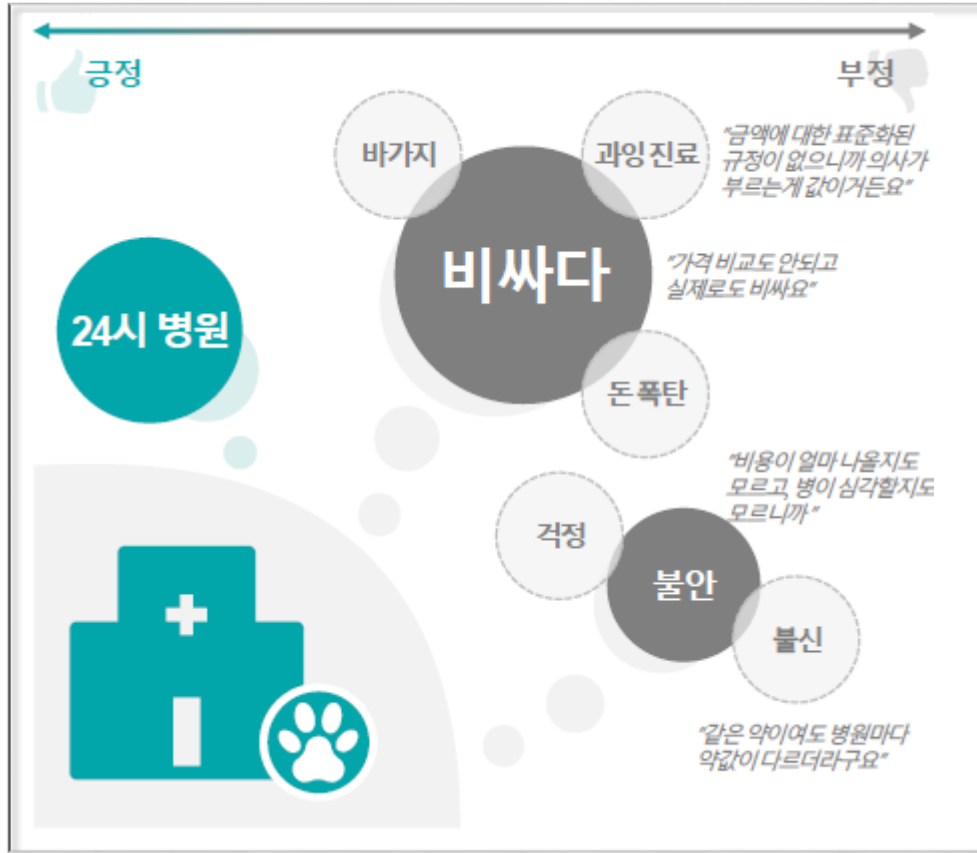 긍정
부정
바가지
과잉 진료
"금액에 대한 표준화된
규정이 없으니까 의사가
부르는게 값이거든요"
비싸다
"가격 비교도 안되고
실제로도 비싸요"
24시 병원
돈 폭탄
"비용이 얼마 나올지도
모르고, 병이 심각할지도
모르니까"
걱정
불안
불신
"같은 약이여도 병원마다
약값이 다르더라구요"